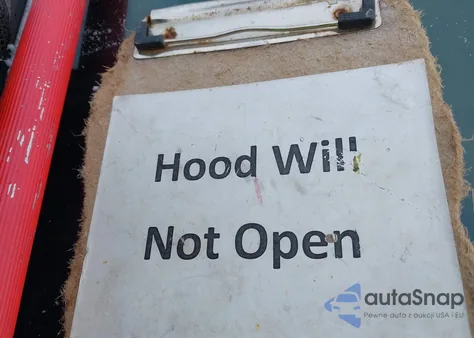 Hood Will
Not Open
autaSnap
Pewne auta z aukcji USA i EU